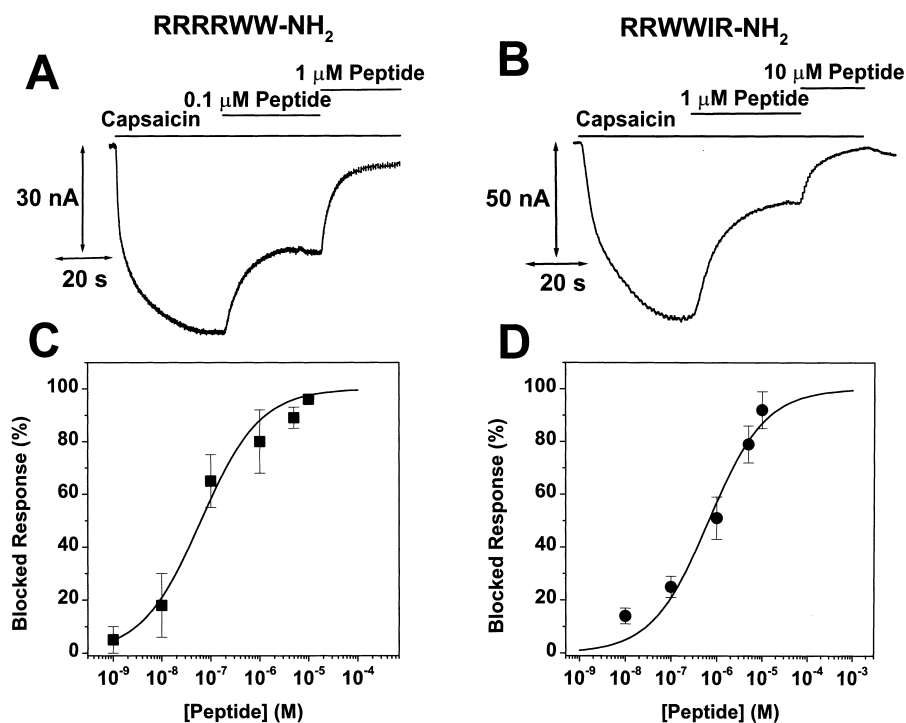 RRRRWW-NH2
RRWWIR-NH2
A
1 μM Peptide
0.1 μM Peptide
Capsaicin
30 nA
20 s
B
10 μM Peptide
1 μM Peptide
Capsaicin
50 nA
20 s
C
Blocked Response (%)
100
80
60
40
20
0
10^-9 10^-8 10^-7 10^-6 10^-5 10^-4
[Peptide] (M)
D
Blocked Response (%)
100
80
60
40
20
0
10^-9 10^-8 10^-7 10^-6 10^-5 10^-4 10^-3
[Peptide] (M)